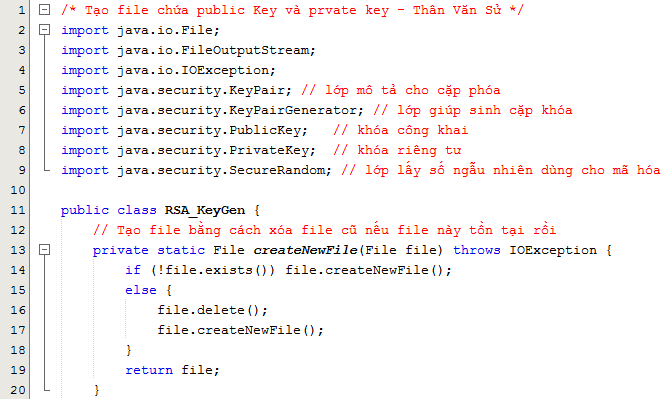 1 /* Tạo file chứa public Key và prvate key - Thân Văn Sử */
2 import java.io.File;
3 import java.io.FileOutputStream;
4 import java.io.IOException;
5 import java.security.KeyPair; // lớp mô tả cho cặp phóa
6 import java.security.KeyPairGenerator; // lớp giúp sinh cặp khóa
7 import java.security.PublicKey;   // khóa công khai
8 import java.security.PrivateKey;  // khóa riêng tư
9 import java.security.SecureRandom; // lớp lấy số ngẫu nhiên dùng cho mã hóa
10
11 public class RSA_KeyGen {
12     // Tạo file bằng cách xóa file cũ nếu file này tồn tại rồi
13     private static File createNewFile(File file) throws IOException {
14         if (!file.exists()) file.createNewFile();
15         else {
16             file.delete();
17             file.createNewFile();
18         }
19         return file;
20     }